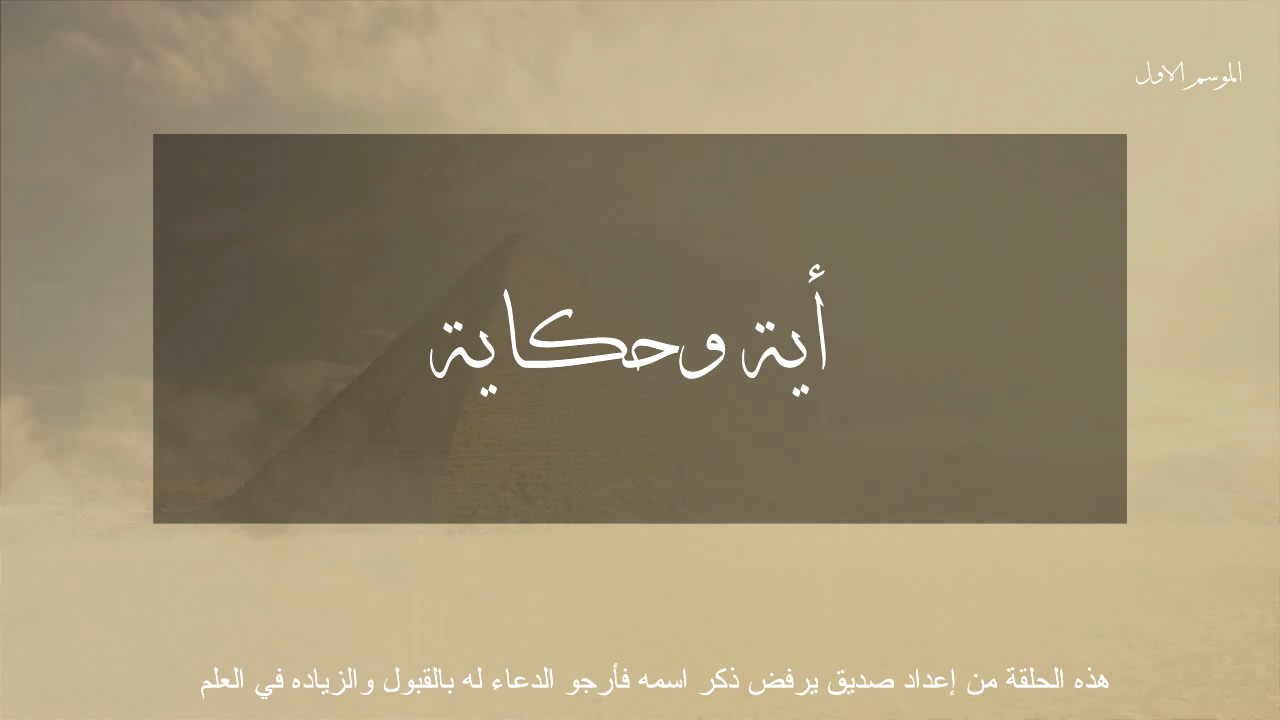 الموسم الاول
أية وحكاية
هذه الحلقة من إعداد صديق يرفض ذكر اسمه فأرجو الدعاء له بالقبول والزياده في العلم